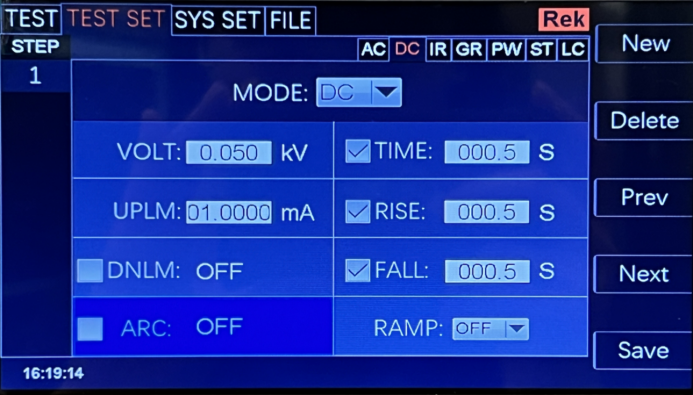 TEST TEST SET SYS SET FILE Rek
STEP AC DC IR GR PW ST LC
New
1
MODE: DC
Delete
VOLT: 0.050 kV TIME: 000.5 S
UPLM: 01.0000 mA RISE: 000.5 S
Prev
DNLM: OFF FALL: 000.5 S
Next
ARC: OFF RAMP: OFF
Save
16:19:14